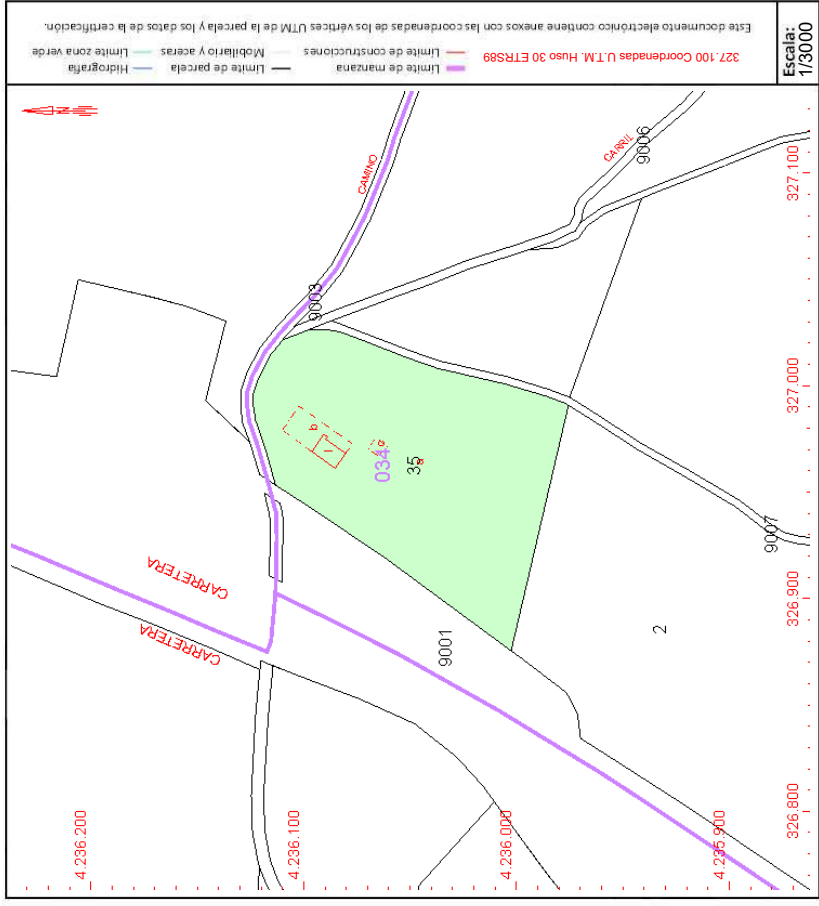 Este documento electrónico contiene anexos con las coordenadas de los vértices UTM de la parcela y los datos de la certificación.
327.100 Coordenadas U.T.M. Huso 30 ETRS89
Límite de manzana
Límite de construcciones
Límite de parcela
Mobiliario y aceras
Hidrografía
Límite zona verde
Escala:
1/3000
N
CAMINO
CARRIL
9006
327.100
9003
327.000
034
35
9007
CARRETERA
CARRETERA
326.900
9001
2
4.236.200
4.236.100
4.236.000
4.235.900
326.800